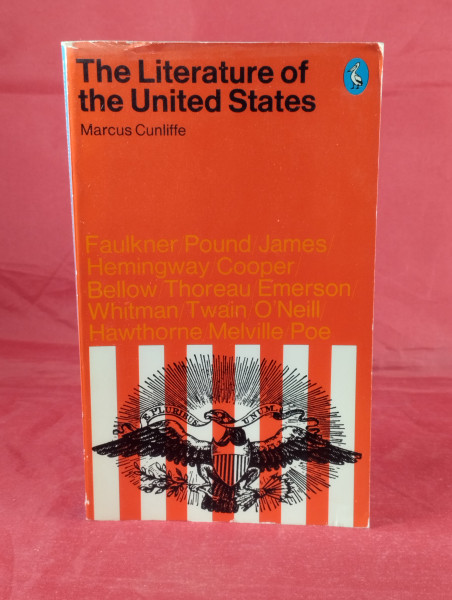 The Literature of
the United States
Marcus Cunliffe
Faulkner/Pound/James/
Hemingway/Cooper/
Bellow/Thoreau/Emerson/
Whitman/Twain/O'Neill/
Hawthorne/Melville/Poe
E PLURIBUS UNUM